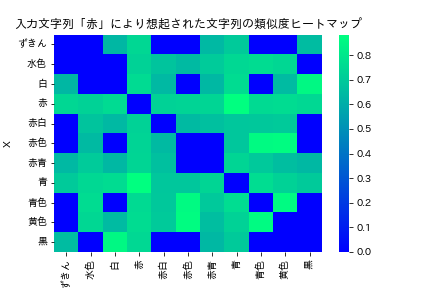 入力文字列「赤」により想起された文字列の類似度ヒートマップ
ずきん
水色
白
赤
赤白
赤色
赤青
青
青色
黄色
黒
X
0.8
0.7
0.6
0.5
0.4
0.3
0.2
0.1
0.0
ずきん
水色
白
赤
赤白
赤色
赤青
青
青色
黄色
黒